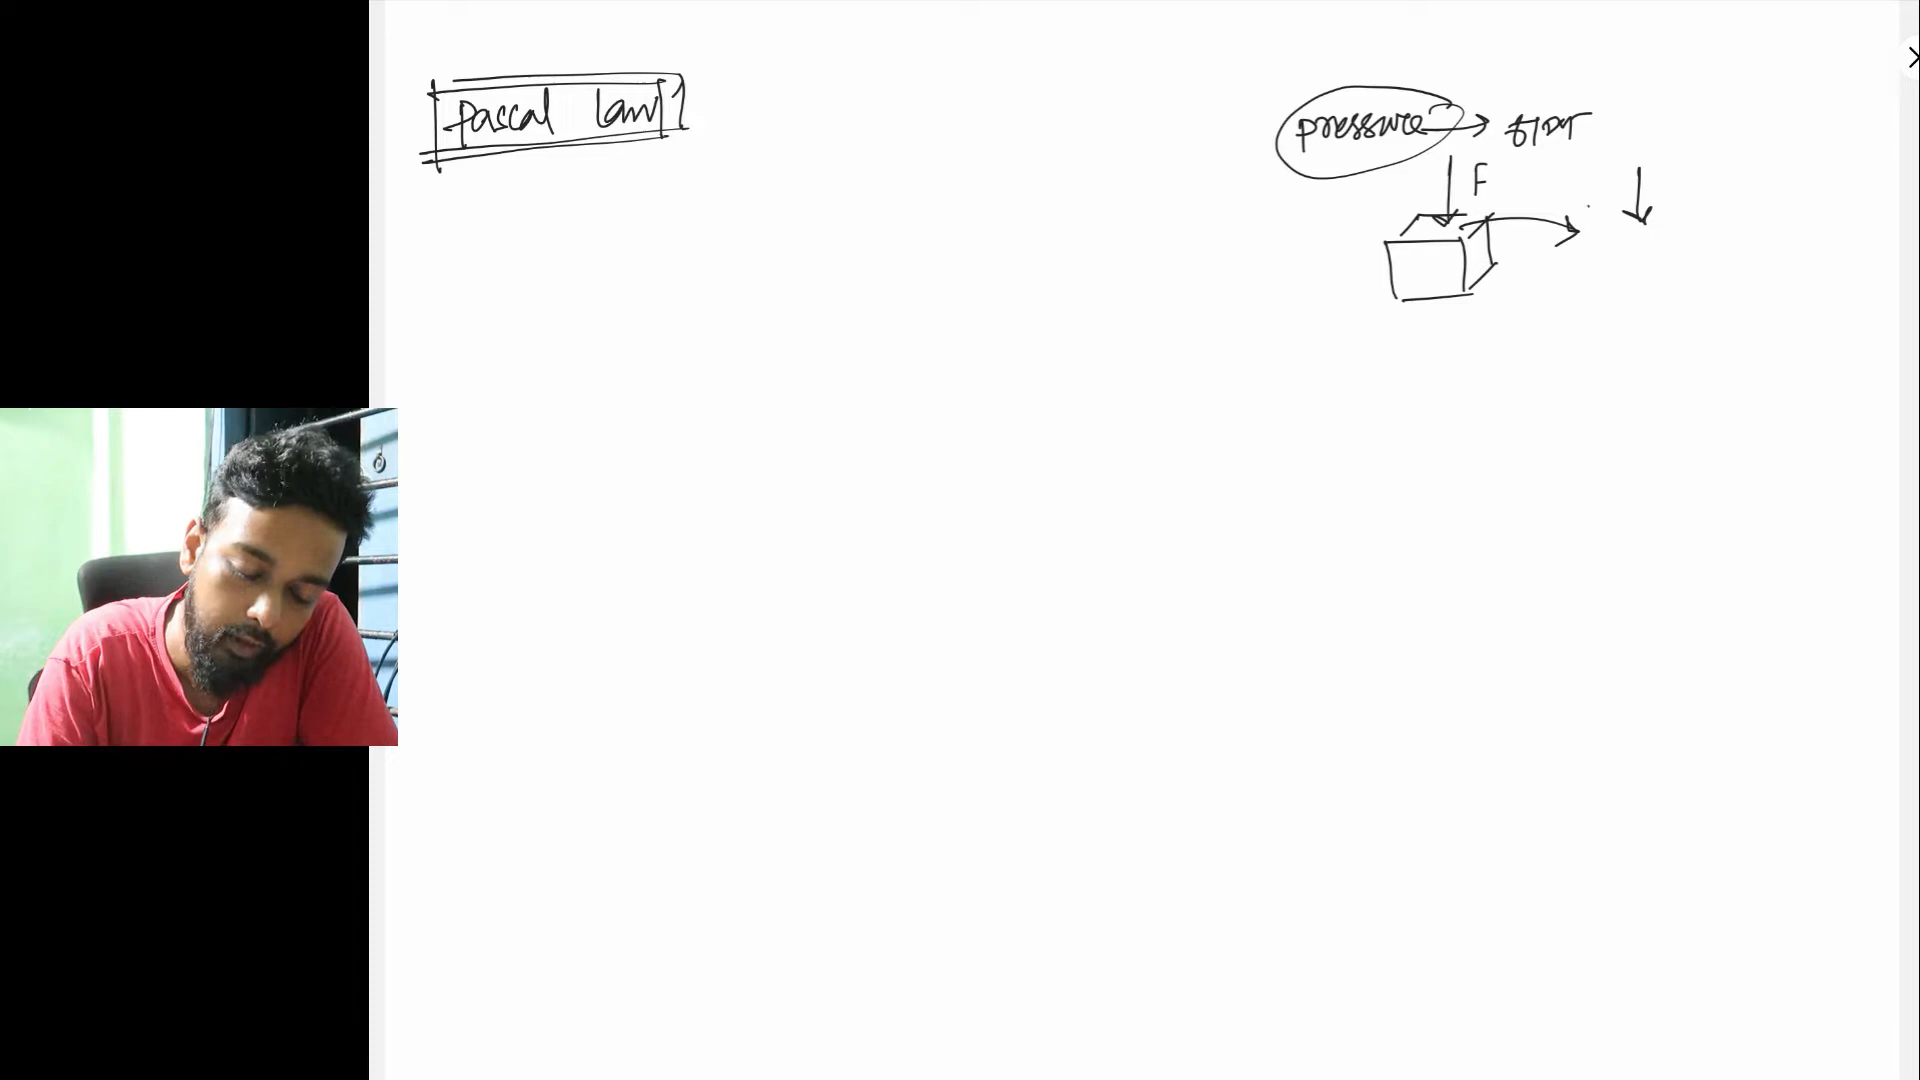 Pascal law
pressure → চাপ
F